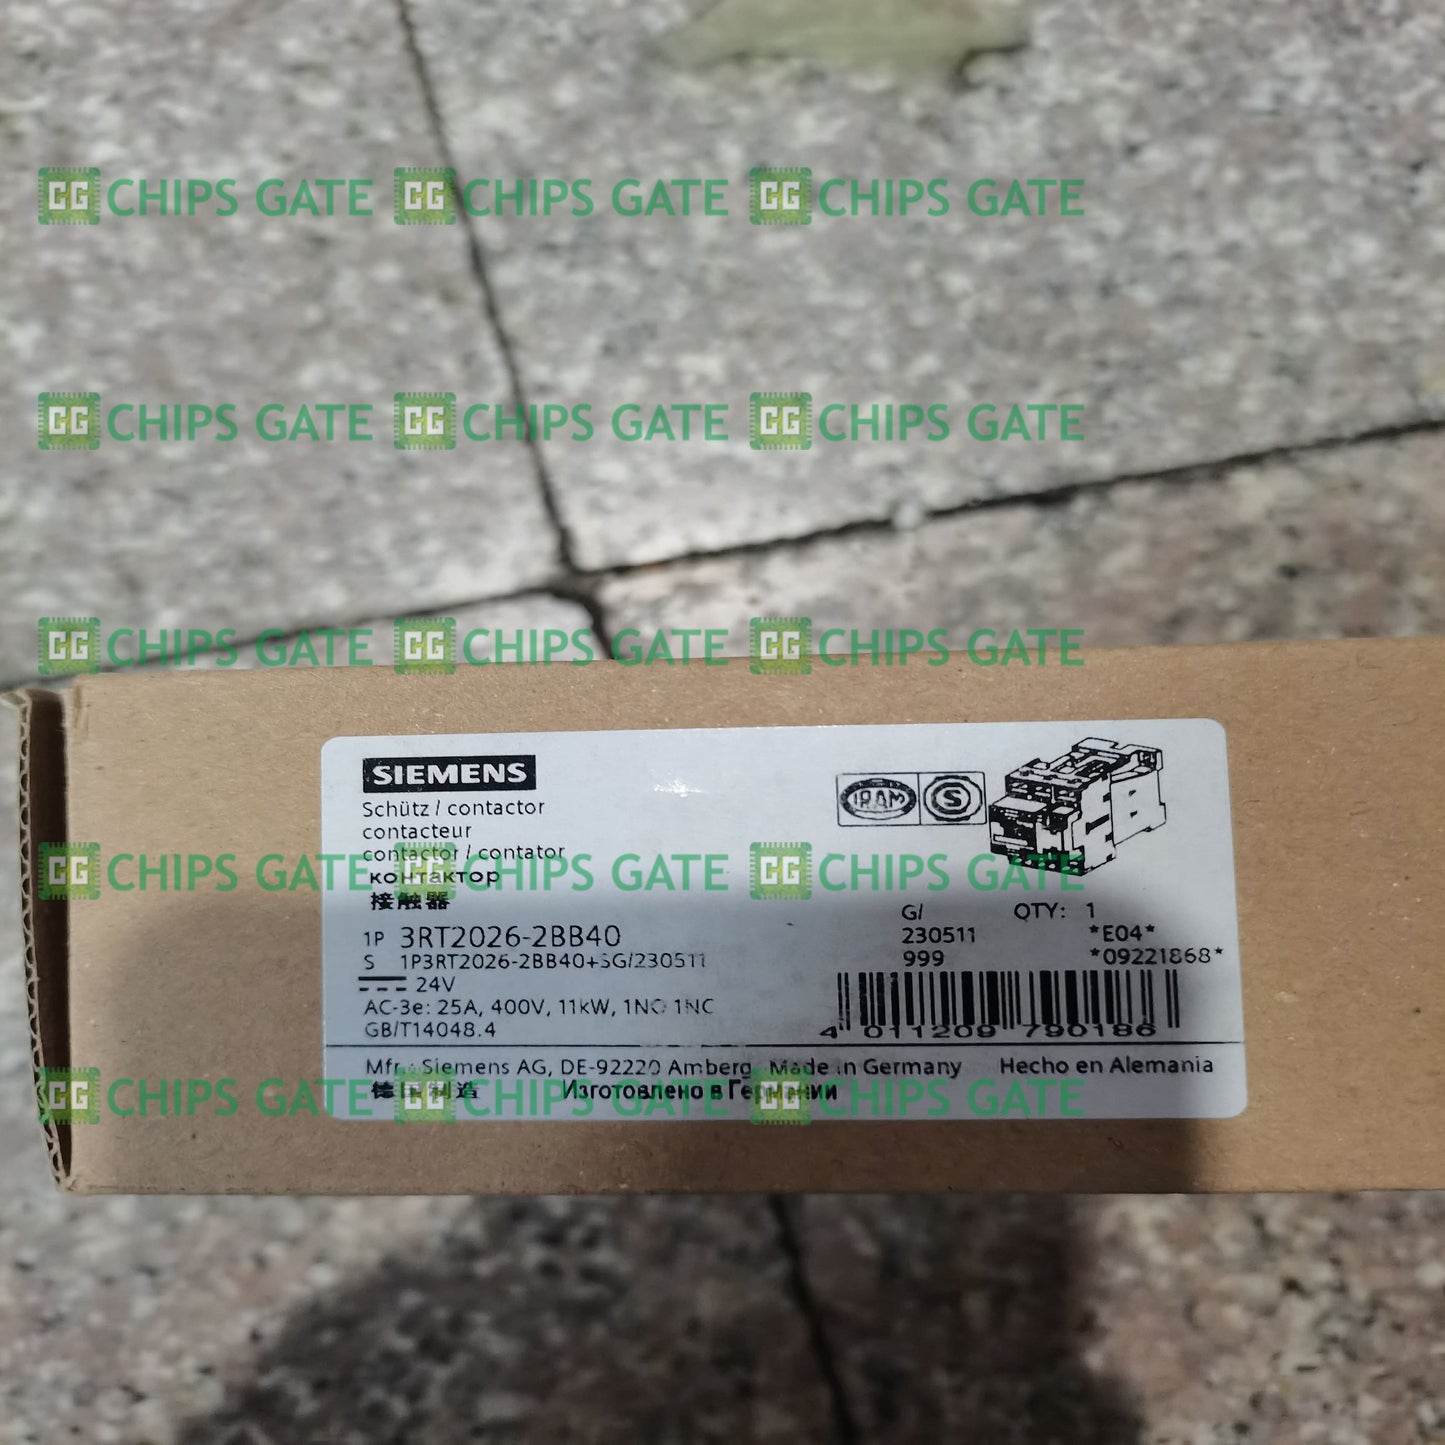 CHIPS GATE CHIPS GATE CHIPS GATE
CHIPS GATE CHIPS GATE CHIPS GATE
CHIPS GATE CHIPS GATE CHIPS GATE
SIEMENS
IRAM S
Schütz / contactor
contacteur
contactor / contator
CHIPS GATE CHIPS GATE CHIPS GATE
контактор
接触器
G/ QTY: 1
1P 3RT2026-2BB40 230511 *E04*
S 1P3RT2026-2BB40+SG/230511 999 *09221868*
24V
AC-3e: 25A, 400V, 11kW, 1NO 1NC
GB/T14048.4
4 011209 790186
Mfr.: Siemens AG, DE-92220 Amberg Made in Germany Hecho en Alemania
德国制造 Изготовлено в Германии
CHIPS GATE CHIPS GATE CHIPS GATE